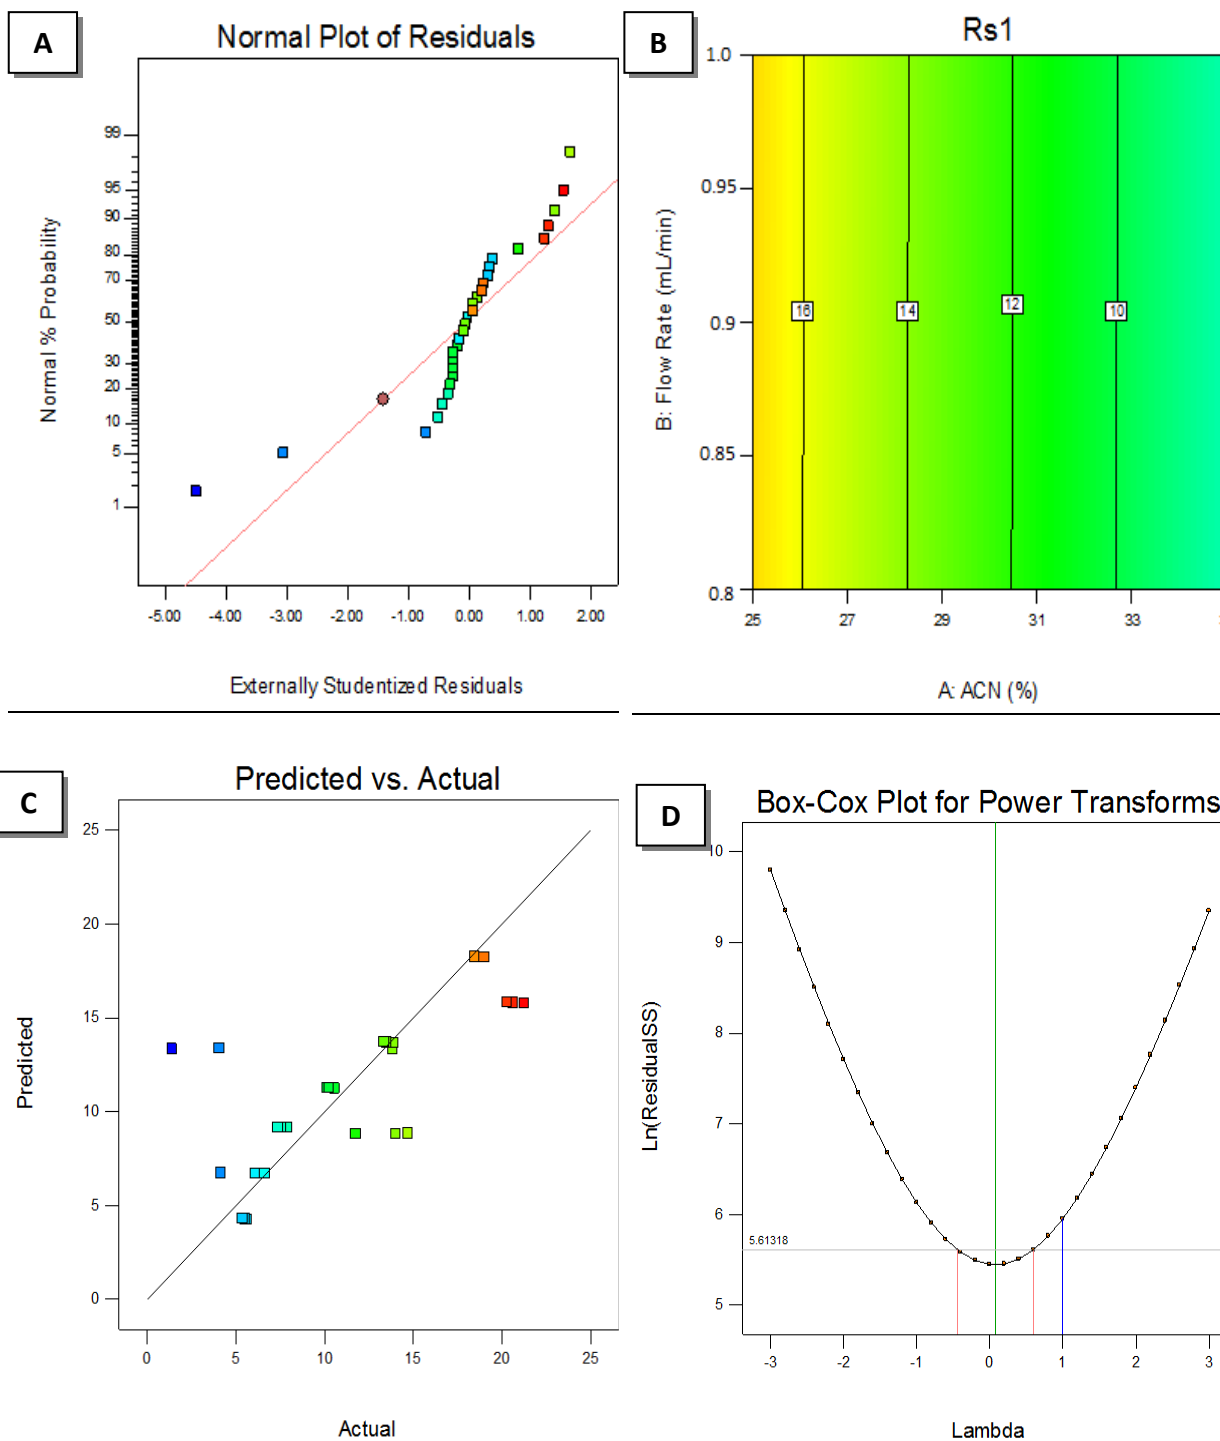 A
Normal Plot of Residuals
Normal % Probability
99
95
90
80
70
50
30
20
10
5
1
-5.00 -4.00 -3.00 -2.00 -1.00 0.00 1.00 2.00
Externally Studentized Residuals
B
Rs1
B: Flow Rate (mL/min)
1.0
0.95
0.9
0.85
0.8
16 14 12 10
25 27 29 31 33
A: ACN (%)
C
Predicted vs. Actual
Predicted
25
20
15
10
5
0
0 5 10 15 20 25
Actual
D
Box-Cox Plot for Power Transforms
Ln(ResidualSS)
10
9
8
7
6
5.61318
5
-3 -2 -1 0 1 2 3
Lambda